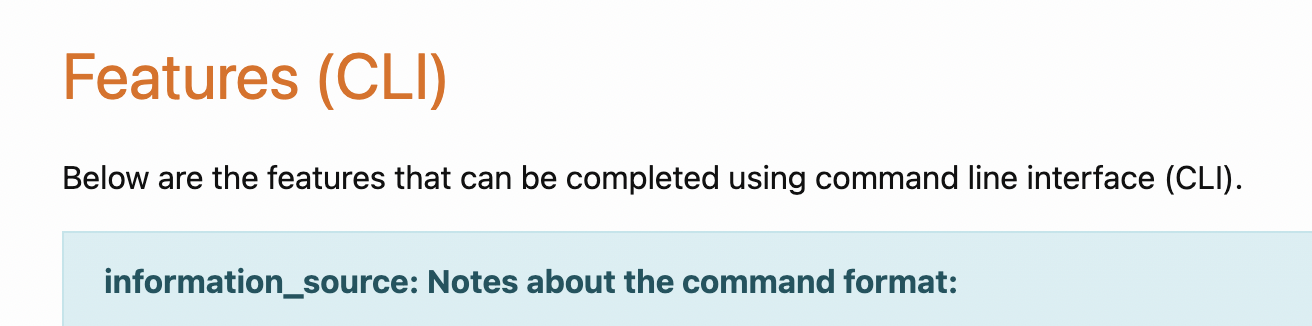 Features (CLI)
Below are the features that can be completed using command line interface (CLI).
information_source: Notes about the command format: